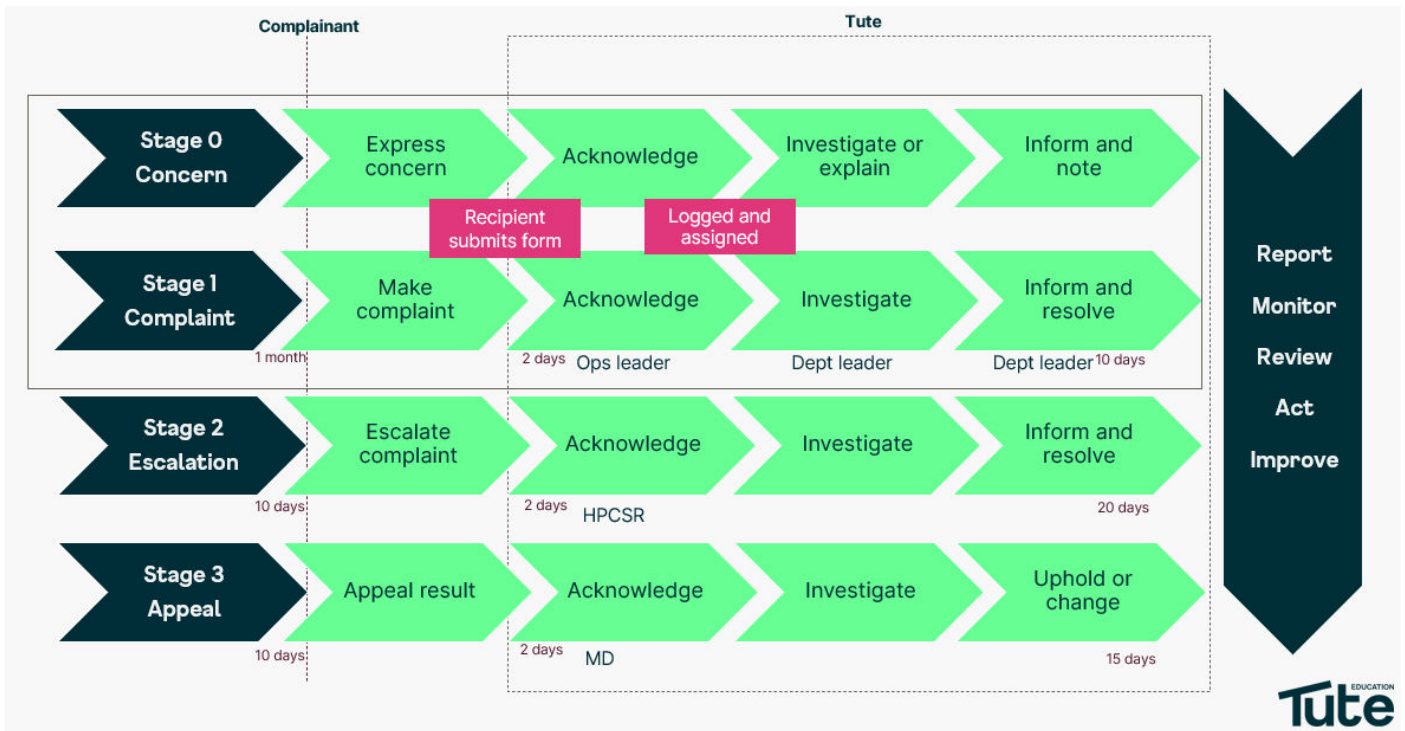 Complainant
Tute
Stage 0
Concern
Express
concern
Acknowledge
Investigate or
explain
Inform and
note
Recipient
submits form
Logged and
assigned
Stage 1
Complaint
Make
complaint
Acknowledge
Investigate
Inform and
resolve
1 month
2 days
Ops leader
Dept leader
Dept leader
10 days
Stage 2
Escalation
Escalate
complaint
Acknowledge
Investigate
Inform and
resolve
10 days
2 days
HPCSR
20 days
Stage 3
Appeal
Appeal result
Acknowledge
Investigate
Uphold or
change
10 days
2 days
MD
15 days
Report
Monitor
Review
Act
Improve
Tute
EDUCATION